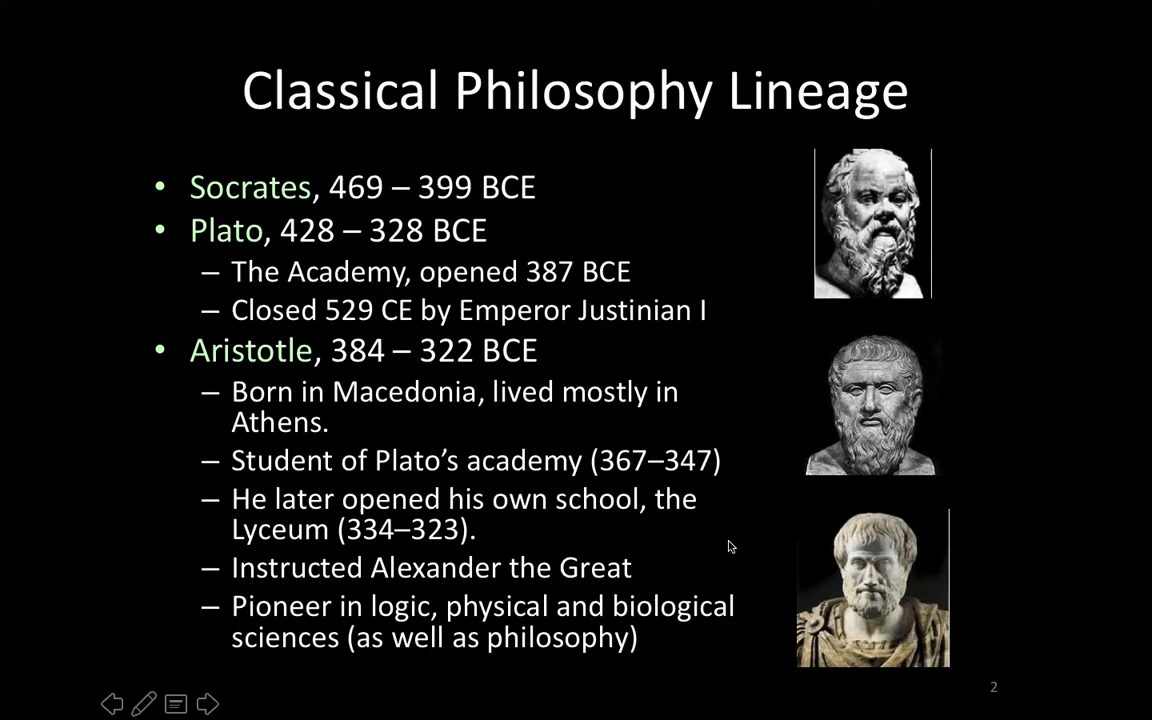 Classical Philosophy Lineage
• Socrates, 469 – 399 BCE
• Plato, 428 – 328 BCE
– The Academy, opened 387 BCE
– Closed 529 CE by Emperor Justinian I
• Aristotle, 384 – 322 BCE
– Born in Macedonia, lived mostly in
Athens.
– Student of Plato’s academy (367–347)
– He later opened his own school, the
Lyceum (334–323).
– Instructed Alexander the Great
– Pioneer in logic, physical and biological
sciences (as well as philosophy)
2